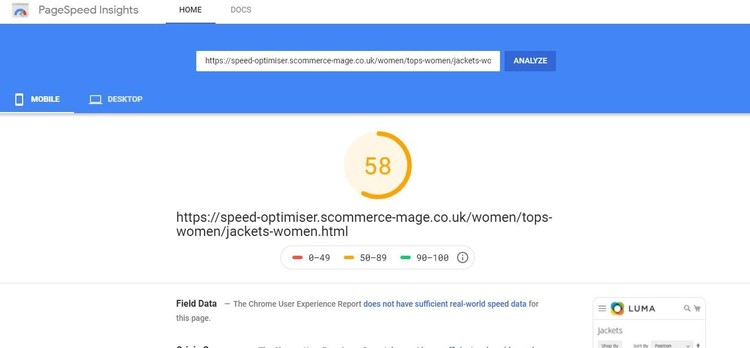 PageSpeed Insights
HOME
DOCS
https://speed-optimiser.scommerce-mage.co.uk/women/tops-women/jackets-wo
ANALYZE
MOBILE
DESKTOP
58
https://speed-optimiser.scommerce-mage.co.uk/women/tops-
women/jackets-women.html
0–49
50–89
90–100
Field Data — The Chrome User Experience Report does not have sufficient real-world speed data for
this page.
LUMA
Jackets
Shop By
Sort By
Position